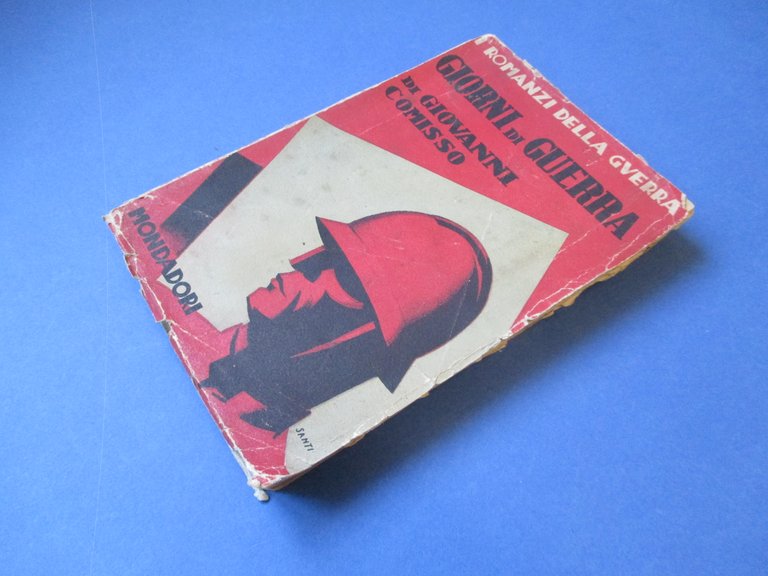 I ROMANZI DELLA GVERRA
GIORNI DI GUERRA
DI GIOVANNI
COMISSO
MONDADORI
SANTI